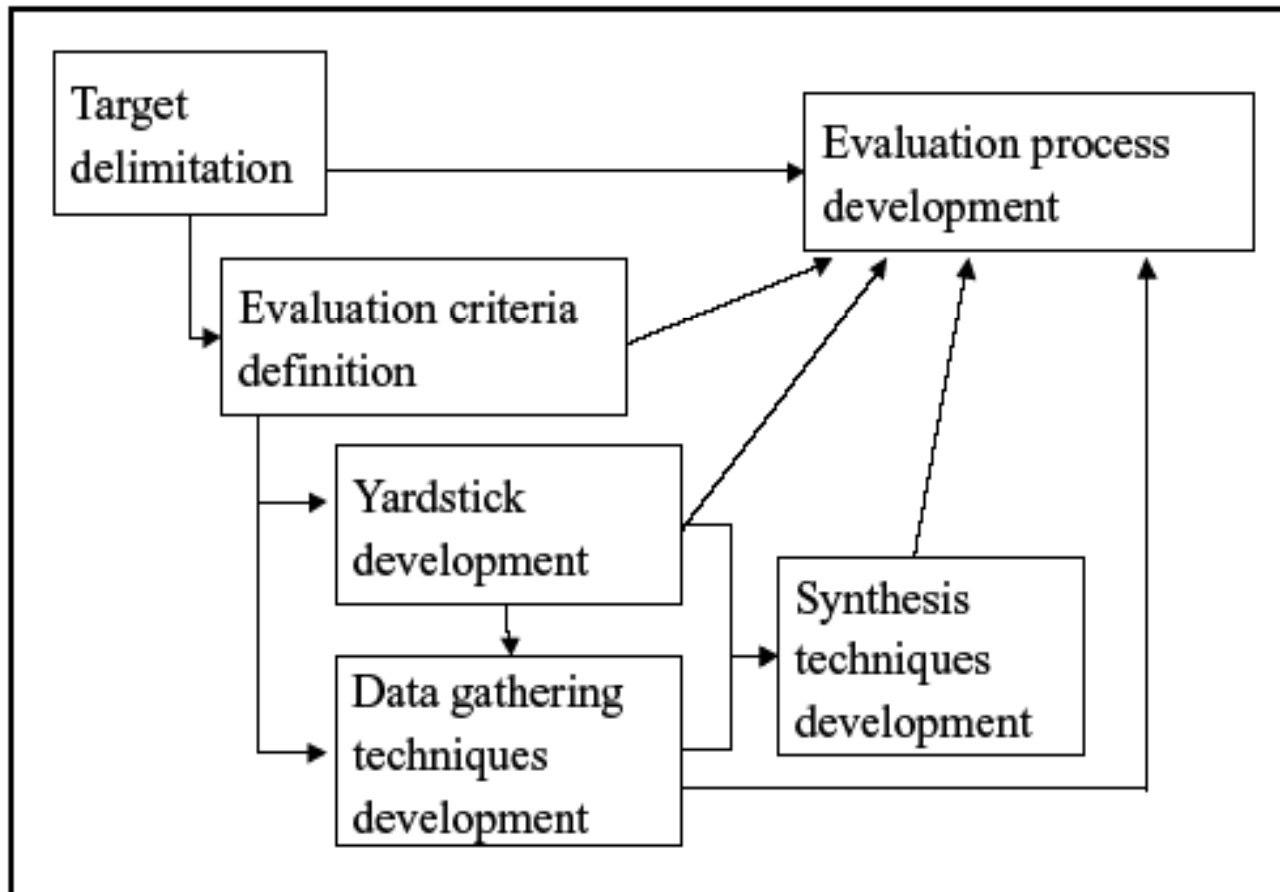 Target
delimitation
Evaluation process
development
Evaluation criteria
definition
Yardstick
development
Synthesis
techniques
development
Data gathering
techniques
development